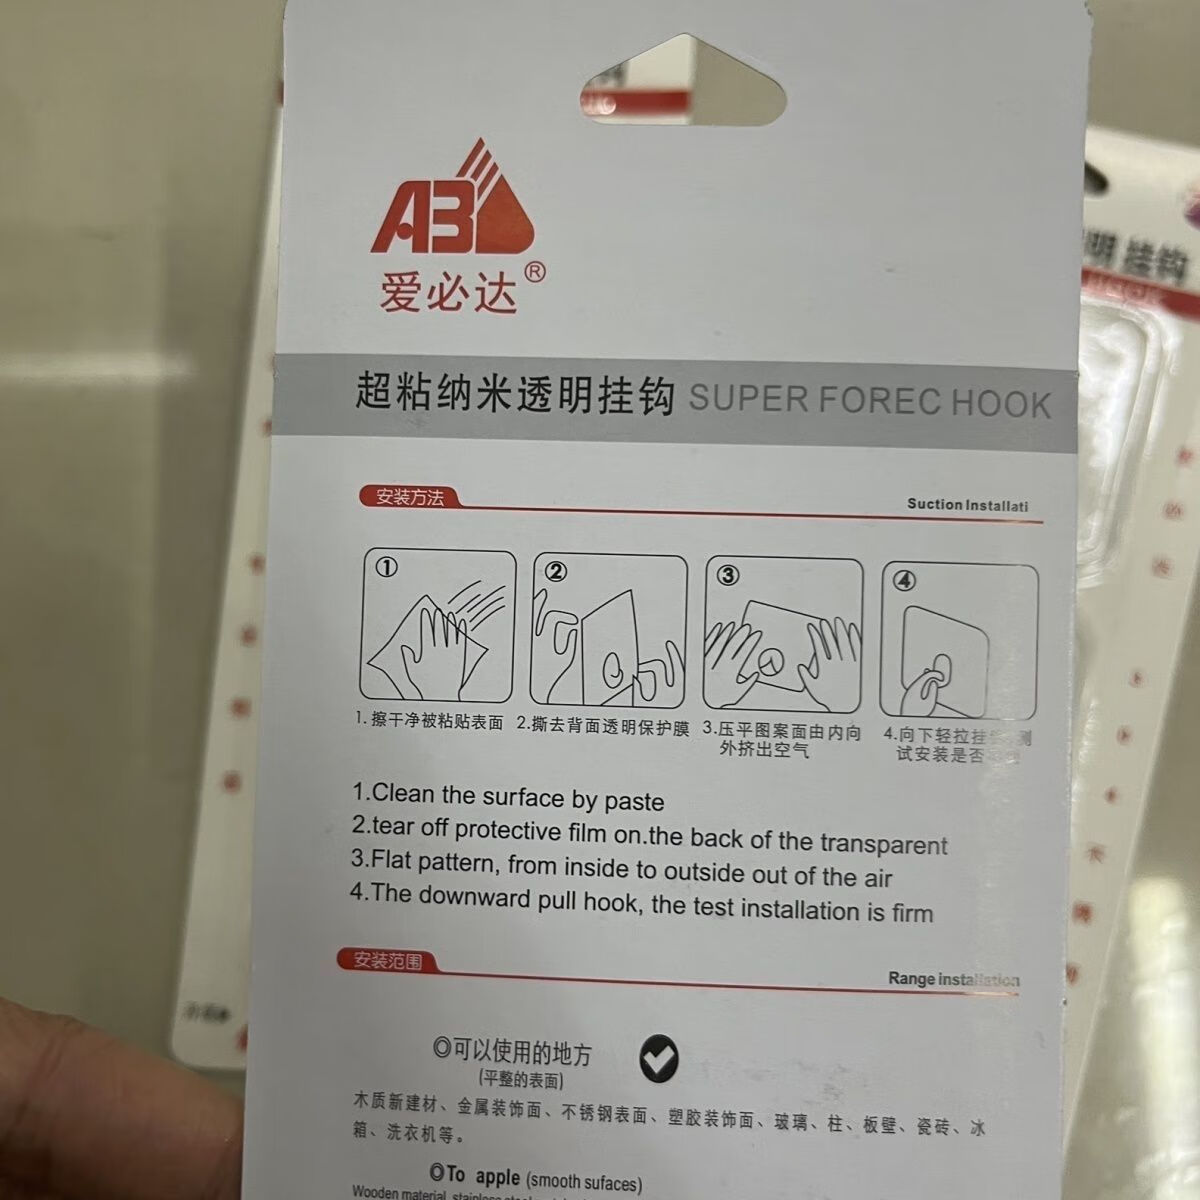 AB
爱必达®
超粘纳米透明挂钩 SUPER FOREC HOOK
安装方法
Suction Installati
① ② ③ ④
1.擦干净被粘贴表面
2.撕去背面透明保护膜
3.压平图案面由内向
外挤出空气
4.向下轻拉挂 测
试安装是否
1.Clean the surface by paste
2.tear off protective film on.the back of the transparent
3.Flat pattern, from inside to outside out of the air
4.The downward pull hook, the test installation is firm
安装范围
Range installation
◎可以使用的地方
(平整的表面)
木质新建材、金属装饰面、不锈钢表面、塑胶装饰面、玻璃、柱、板壁、瓷砖、冰
箱、洗衣机等。
◎To apple (smooth sufaces)
Wooden material,
明 挂钩